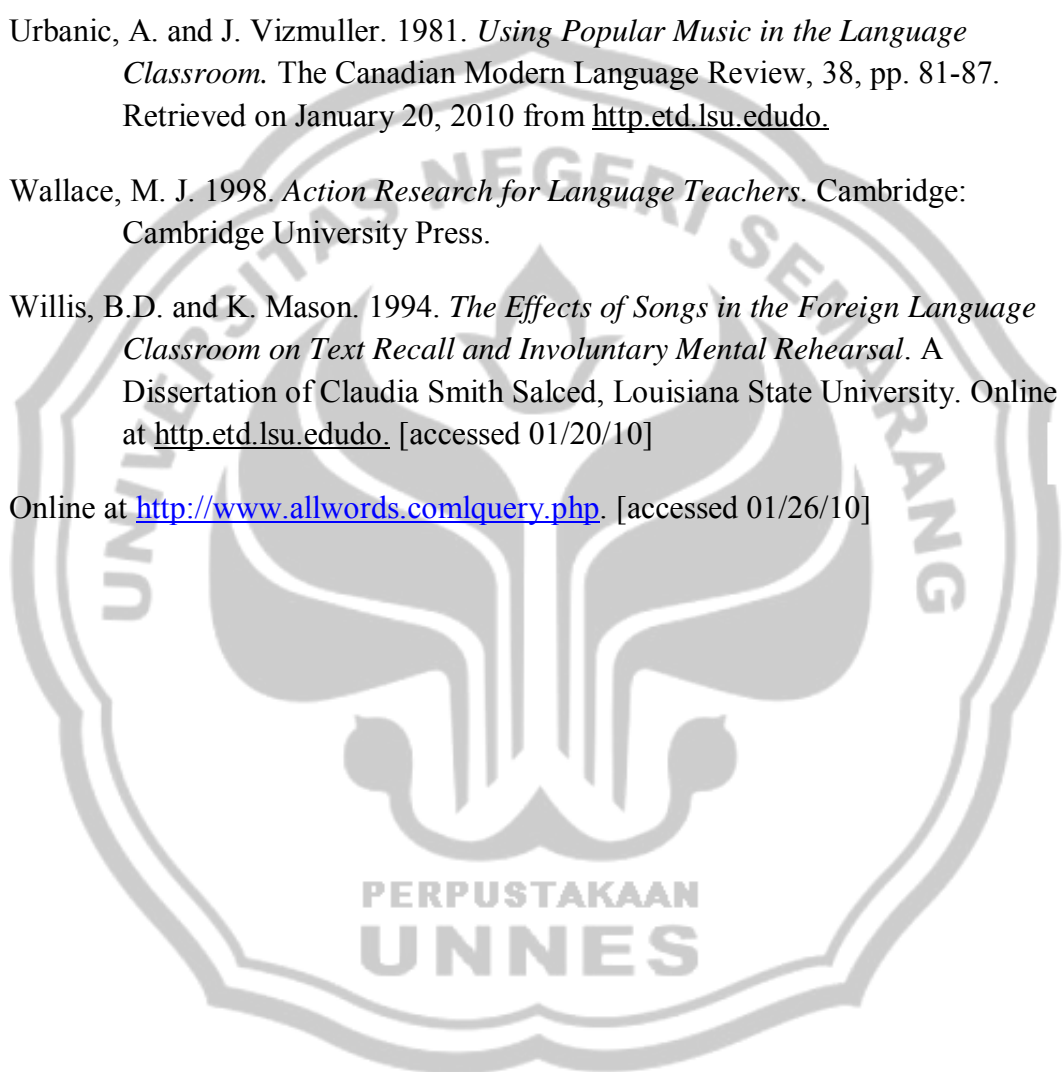 Urbanic, A. and J. Vizmuller. 1981. Using Popular Music in the Language
Classroom. The Canadian Modern Language Review, 38, pp. 81-87.
Retrieved on January 20, 2010 from http.etd.lsu.edudo.
Wallace, M. J. 1998. Action Research for Language Teachers. Cambridge:
Cambridge University Press.
Willis, B.D. and K. Mason. 1994. The Effects of Songs in the Foreign Language
Classroom on Text Recall and Involuntary Mental Rehearsal. A
Dissertation of Claudia Smith Salced, Louisiana State University. Online
at http.etd.lsu.edudo. [accessed 01/20/10]
Online at http://www.allwords.comlquery.php. [accessed 01/26/10]
UNIVERSITAS NEGERI SEMARANG
PERPUSTAKAAN
UNNES